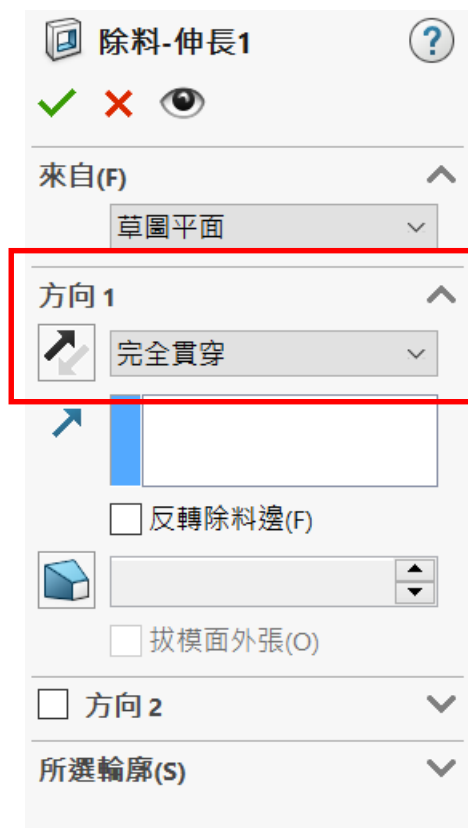 除料-伸長1
?
來自(F)
草圖平面
方向 1
完全貫穿
反轉除料邊(F)
拔模面外張(O)
方向 2
所選輪廓(S)